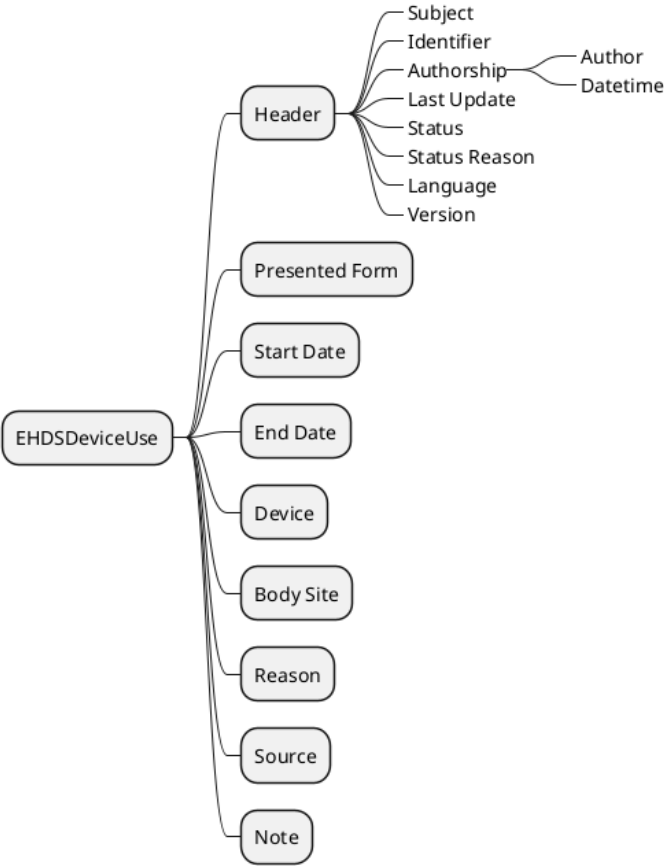 EHDSDeviceUse
Header
Subject
Identifier
Authorship
Author
Datetime
Last Update
Status
Status Reason
Language
Version
Presented Form
Start Date
End Date
Device
Body Site
Reason
Source
Note